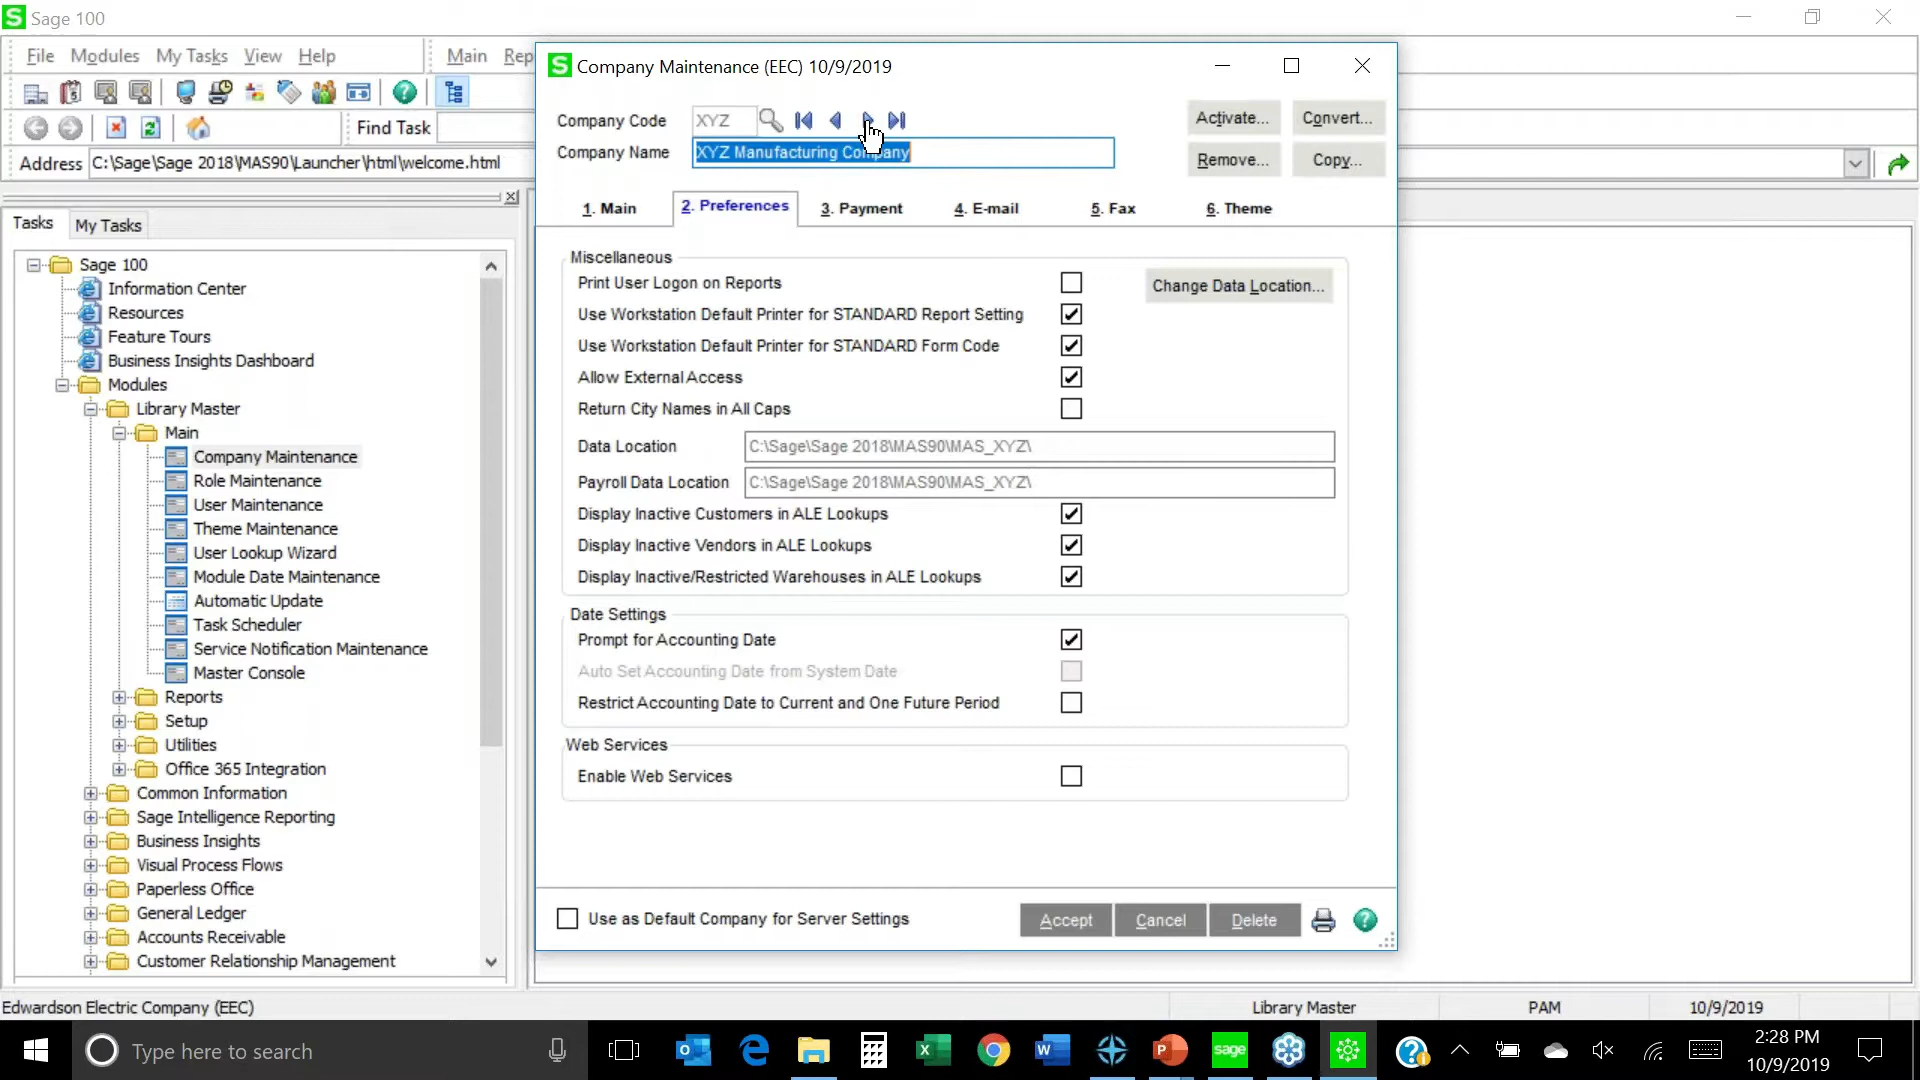 Sage 100
File Modules My Tasks View Help Main Rep
Find Task
Address C:\Sage\Sage 2018\MAS90\Launcher\html\welcome.html
Tasks My Tasks
Sage 100
Information Center
Resources
Feature Tours
Business Insights Dashboard
Modules
Library Master
Main
Company Maintenance
Role Maintenance
User Maintenance
Theme Maintenance
User Lookup Wizard
Module Date Maintenance
Automatic Update
Task Scheduler
Service Notification Maintenance
Master Console
Reports
Setup
Utilities
Office 365 Integration
Common Information
Sage Intelligence Reporting
Business Insights
Visual Process Flows
Paperless Office
General Ledger
Accounts Receivable
Customer Relationship Management
Company Maintenance (EEC) 10/9/2019
Company Code XYZ
Company Name XYZ Manufacturing Company
Activate... Convert...
Remove... Copy...
1. Main 2. Preferences 3. Payment 4. E-mail 5. Fax 6. Theme
Miscellaneous
Print User Logon on Reports
Change Data Location...
Use Workstation Default Printer for STANDARD Report Setting
Use Workstation Default Printer for STANDARD Form Code
Allow External Access
Return City Names in All Caps
Data Location C:\Sage\Sage 2018\MAS90\MAS_XYZ\
Payroll Data Location C:\Sage\Sage 2018\MAS90\MAS_XYZ\
Display Inactive Customers in ALE Lookups
Display Inactive Vendors in ALE Lookups
Display Inactive/Restricted Warehouses in ALE Lookups
Date Settings
Prompt for Accounting Date
Auto Set Accounting Date from System Date
Restrict Accounting Date to Current and One Future Period
Web Services
Enable Web Services
Use as Default Company for Server Settings
Accept Cancel Delete
Edwardson Electric Company (EEC) Library Master PAM 10/9/2019
Type here to search
sage
2:28 PM
10/9/2019